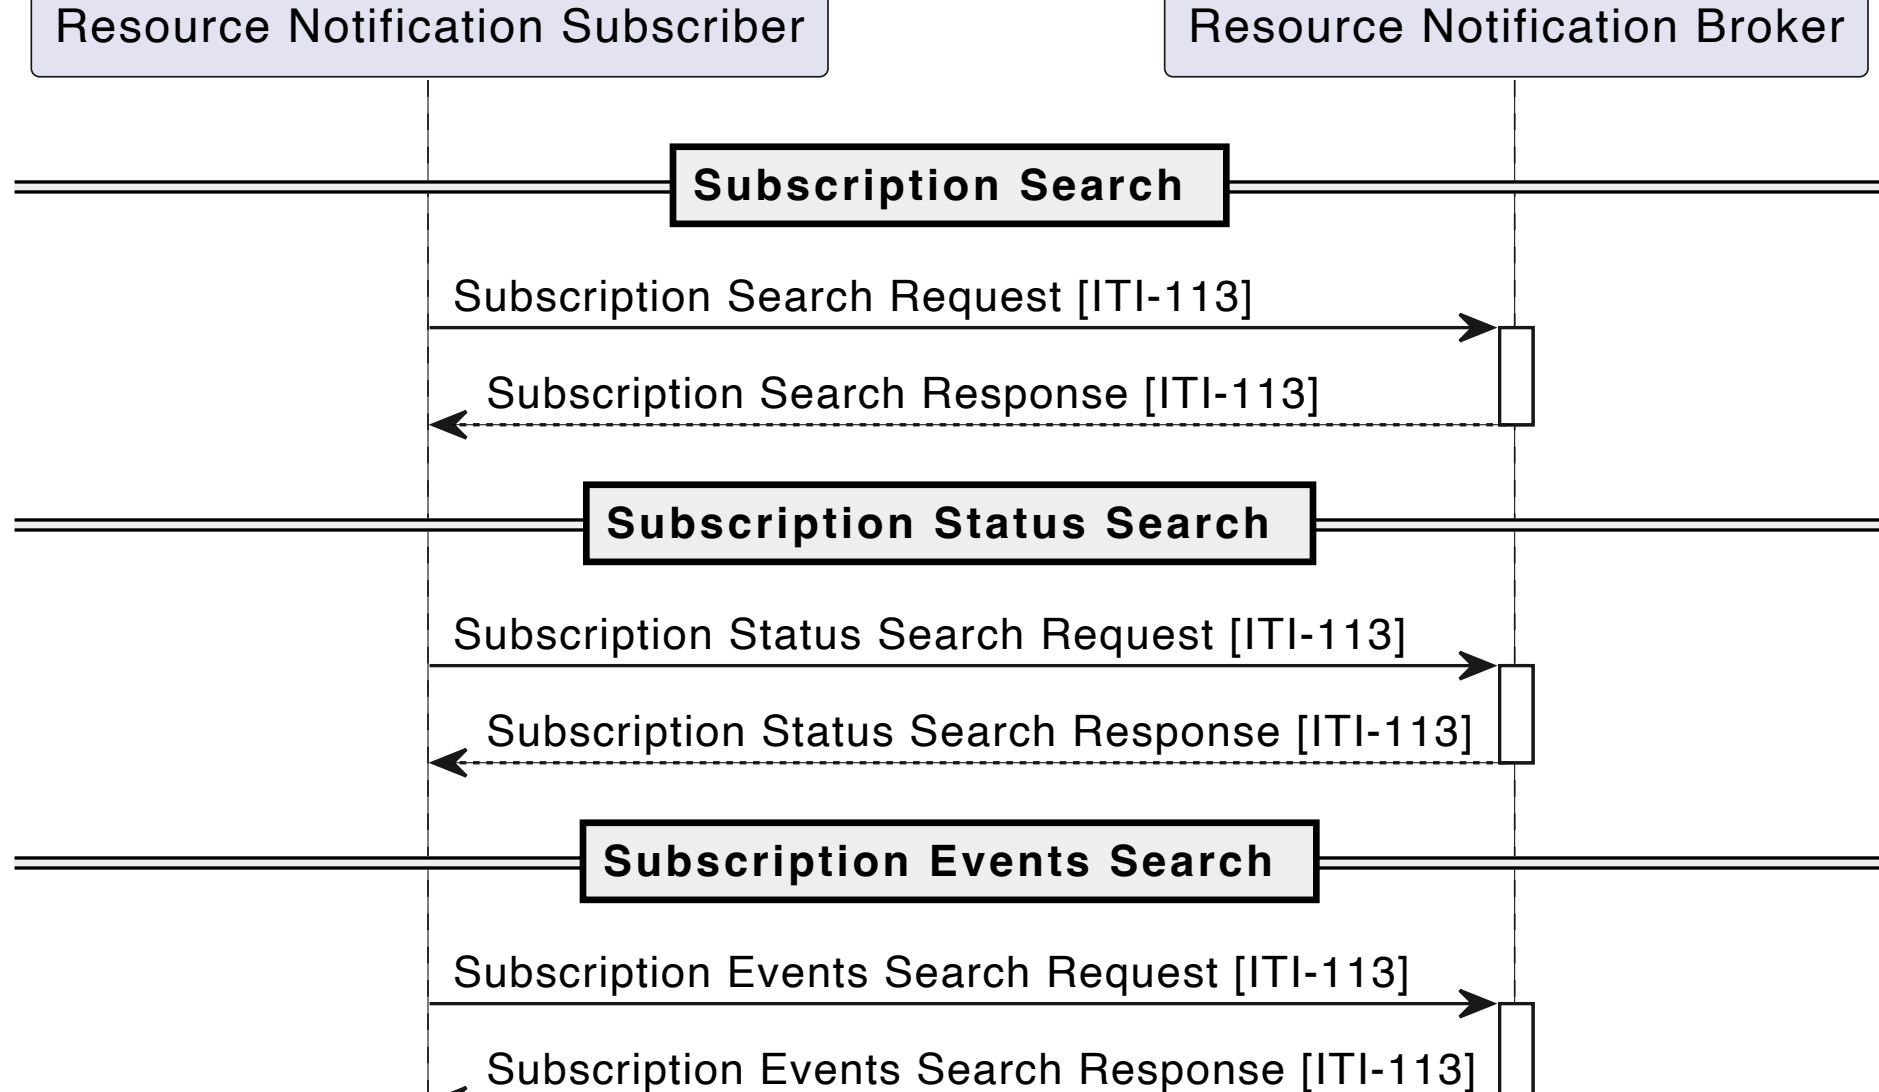 Resource Notification Subscriber
Resource Notification Broker
Subscription Search
Subscription Search Request [ITI-113]
Subscription Search Response [ITI-113]
Subscription Status Search
Subscription Status Search Request [ITI-113]
Subscription Status Search Response [ITI-113]
Subscription Events Search
Subscription Events Search Request [ITI-113]
Subscription Events Search Response [ITI-113]